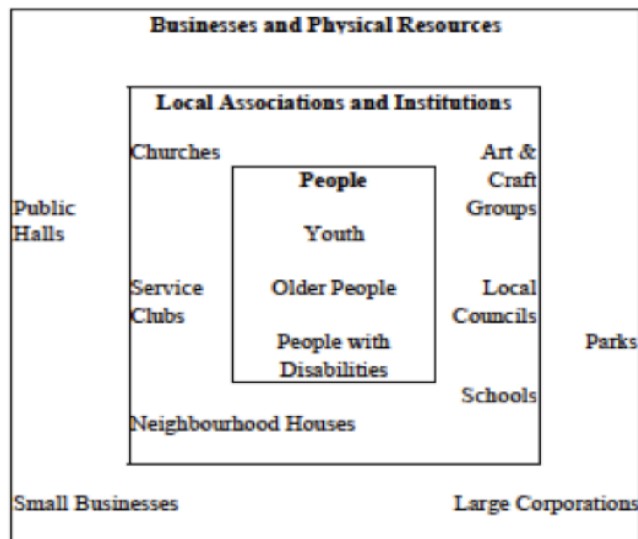 Businesses and Physical Resources
Local Associations and Institutions
Churches
Art &
Craft
Groups
People
Public
Halls
Youth
Service
Clubs
Older People
Local
Councils
People with
Disabilities
Parks
Schools
Neighbourhood Houses
Small Businesses
Large Corporations